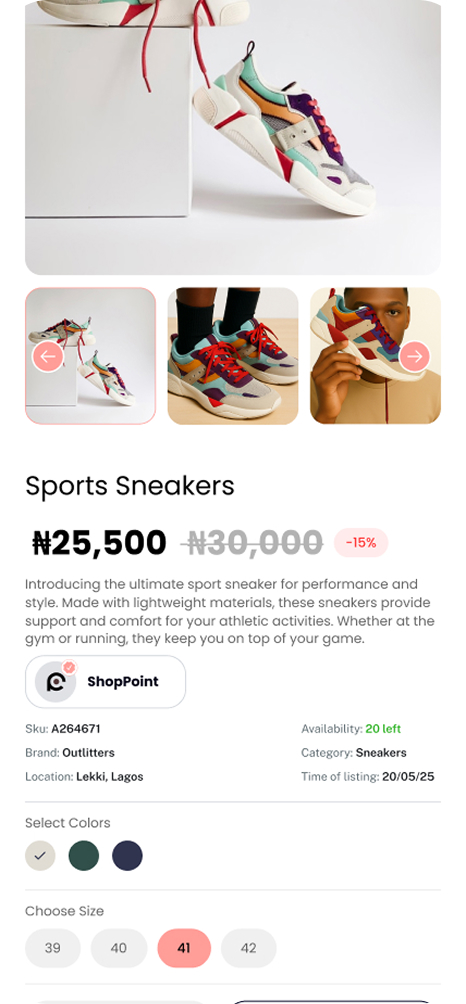 Sports Sneakers
₦25,500 ₦30,000 -15%
Introducing the ultimate sport sneaker for performance and
style. Made with lightweight materials, these sneakers provide
support and comfort for your athletic activities. Whether at the
gym or running, they keep you on top of your game.
ShopPoint
Sku: A264671 Availability: 20 left
Brand: Outlitters Category: Sneakers
Location: Lekki, Lagos Time of listing: 20/05/25
Select Colors
Choose Size
39 40 41 42